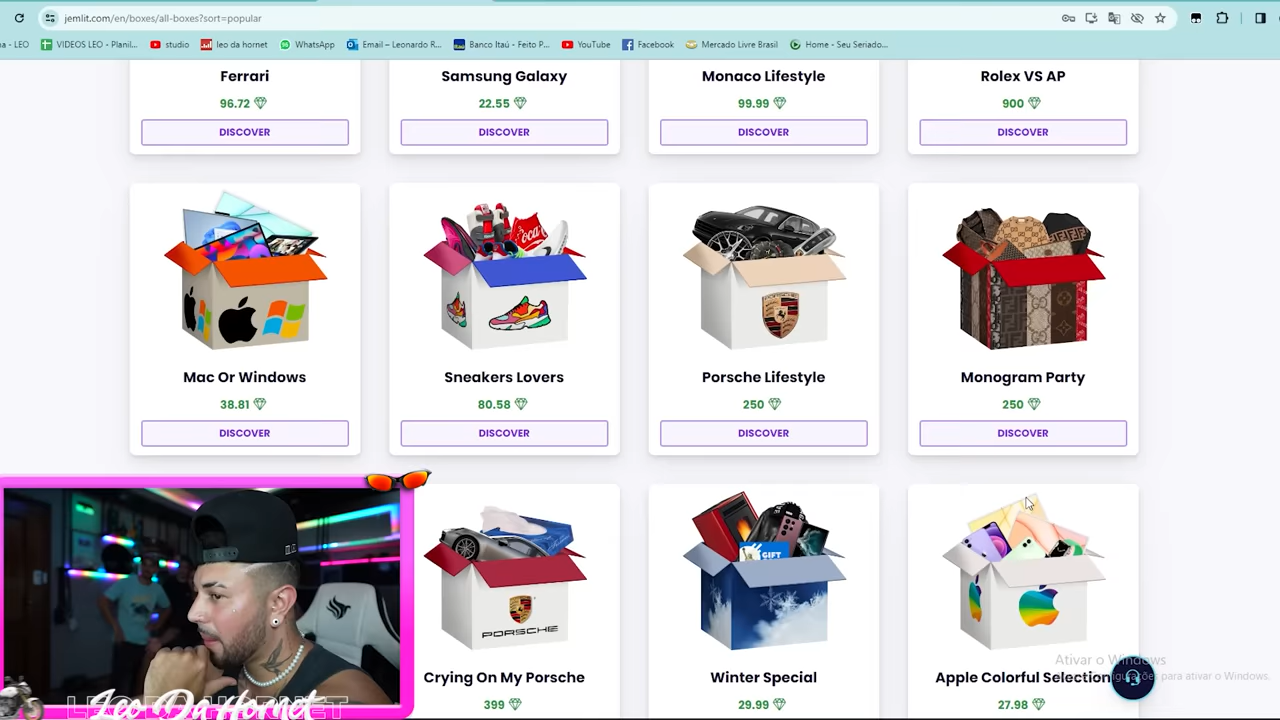 jemlit.com/en/boxes/all-boxes?sort=popular
a - LEO
VIDEOS LEO - Planil...
studio
leo da hornet
WhatsApp
Email – Leonardo R...
Banco Itaú - Feito P...
YouTube
Facebook
Mercado Livre Brasil
Home - Seu Seriado...
Ferrari
Samsung Galaxy
Monaco Lifestyle
Rolex VS AP
96.72
22.55
99.99
900
DISCOVER
DISCOVER
DISCOVER
DISCOVER
Mac Or Windows
Sneakers Lovers
Porsche Lifestyle
Monogram Party
38.81
80.58
250
250
DISCOVER
DISCOVER
DISCOVER
DISCOVER
GIFT
PORSCHE
Crying On My Porsche
Winter Special
Apple Colorful Selection
399
29.99
27.98
Ativar o Windows
para ativar o Windows.
Leo Da Hornet